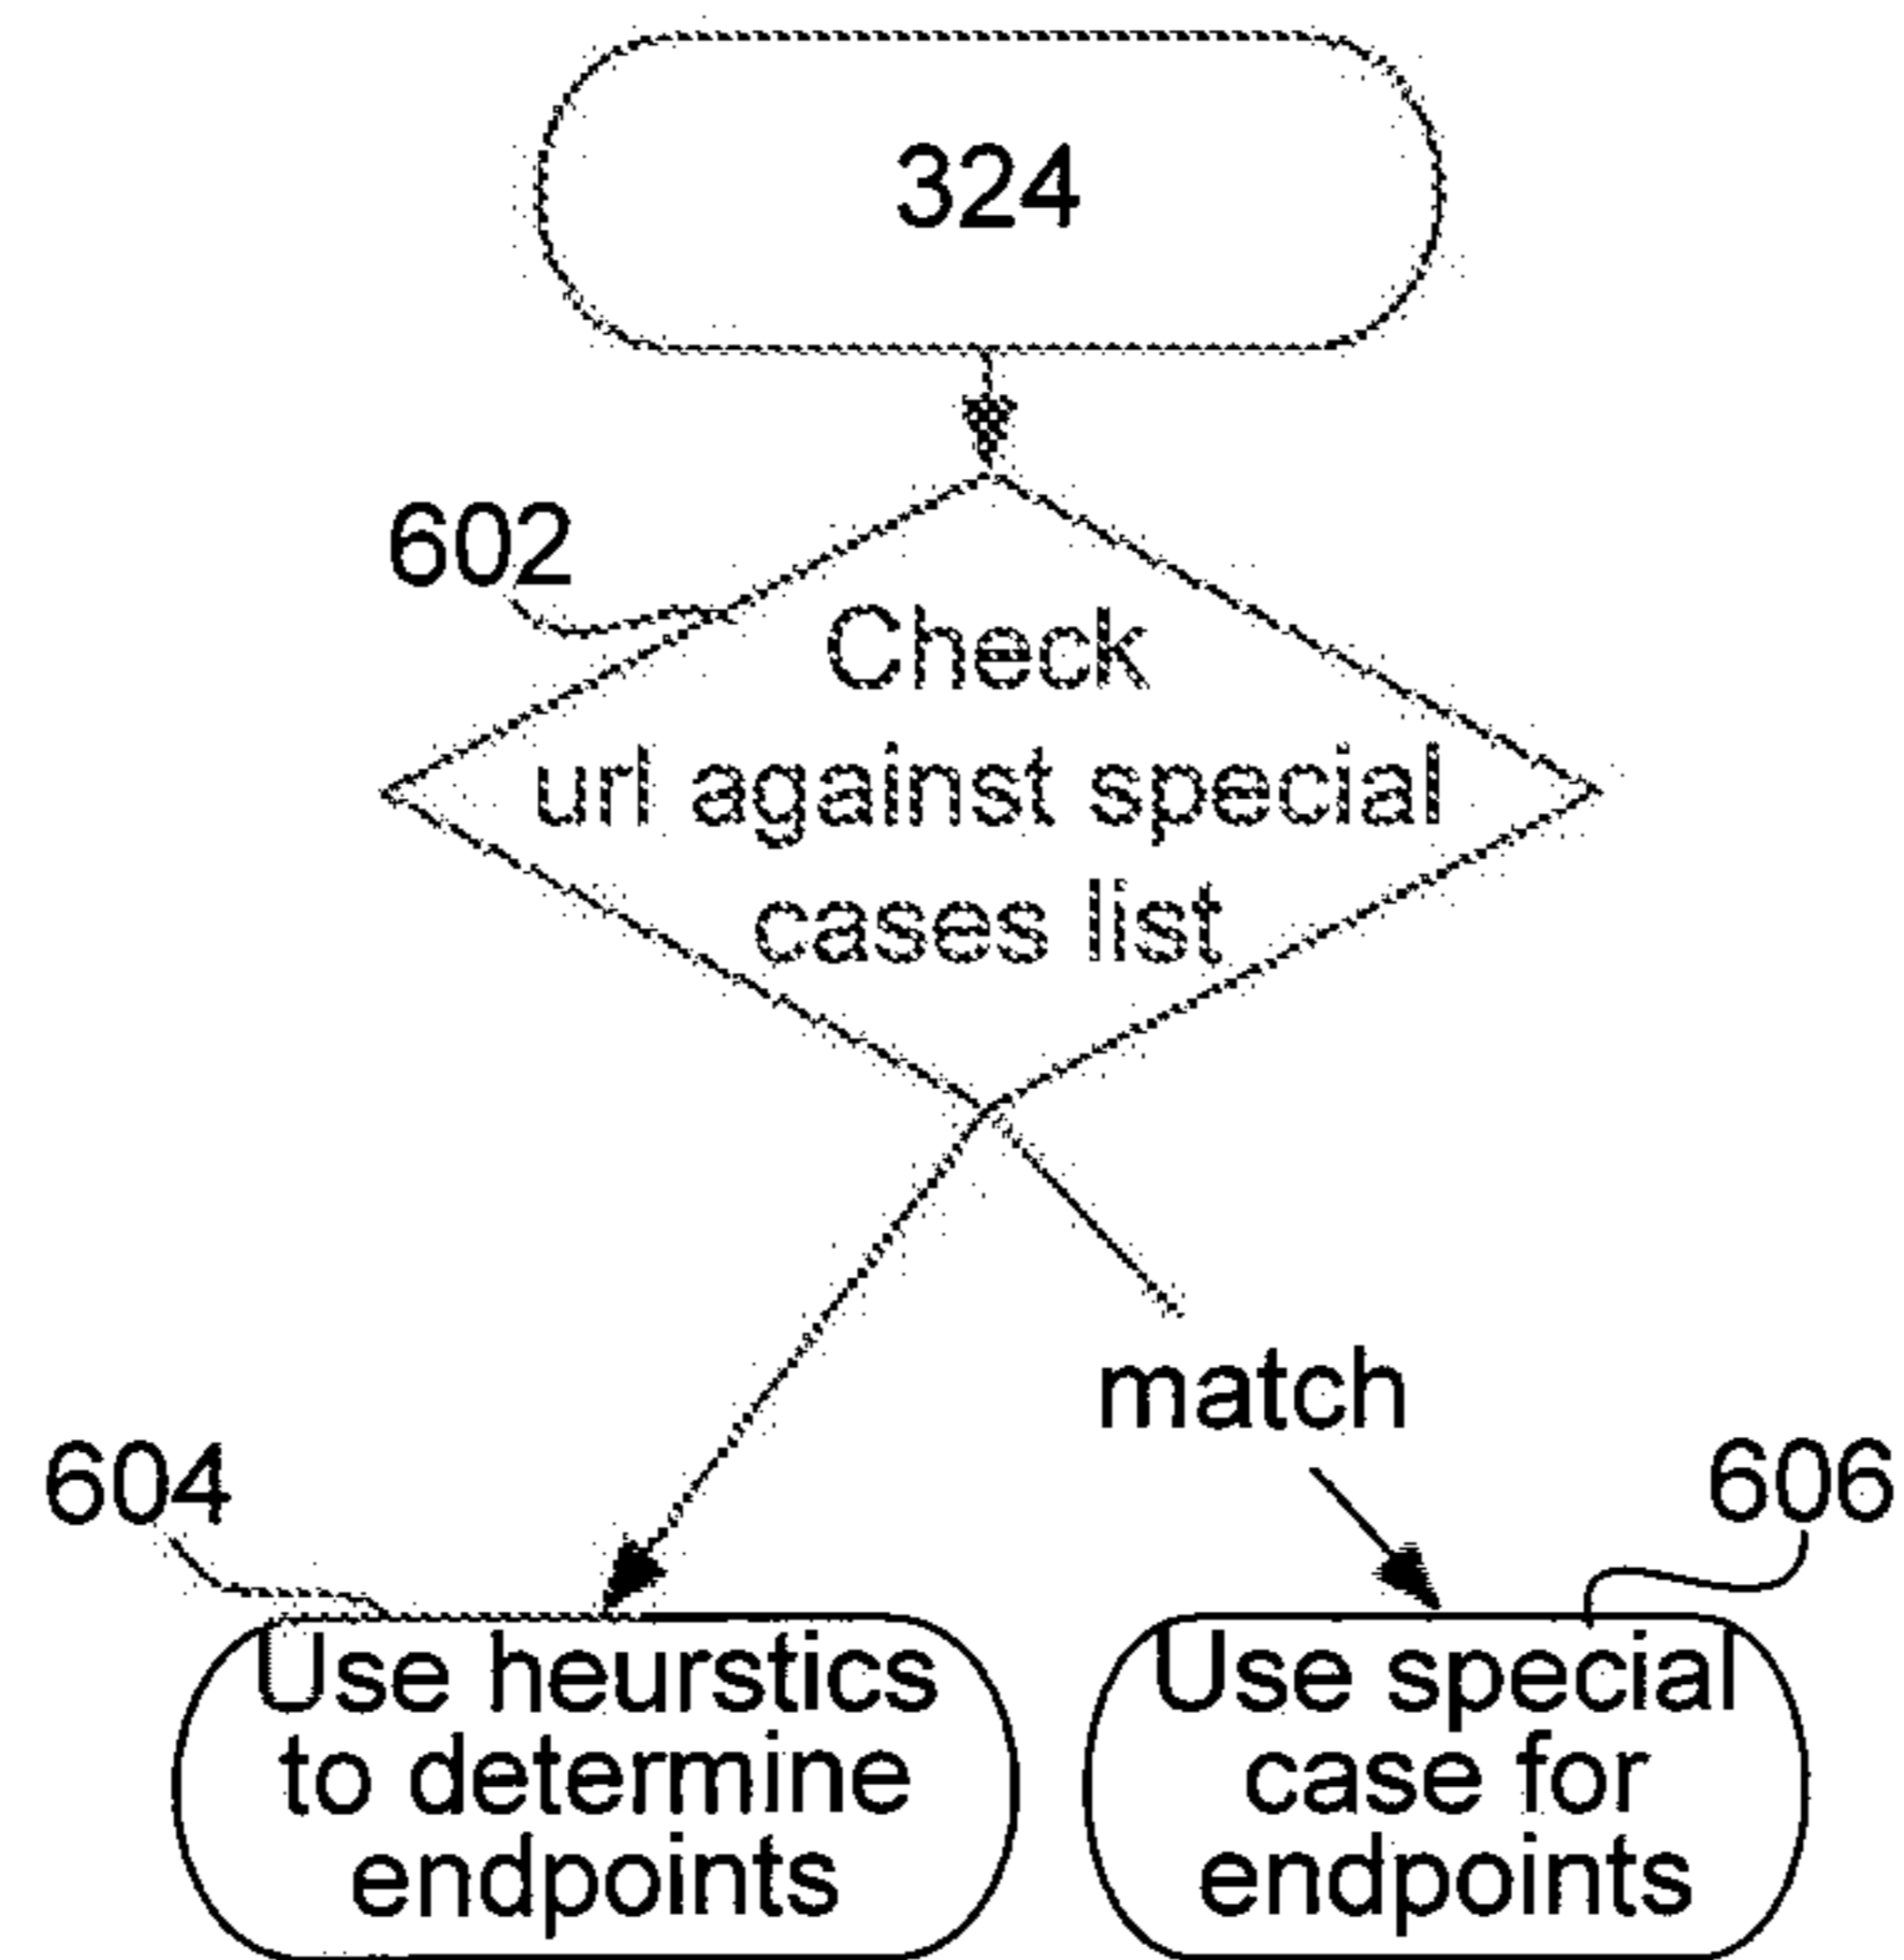 324
602
Check
url against special
cases list
match
604
606
Use heurstics
to determine
endpoints
Use special
case for
endpoints